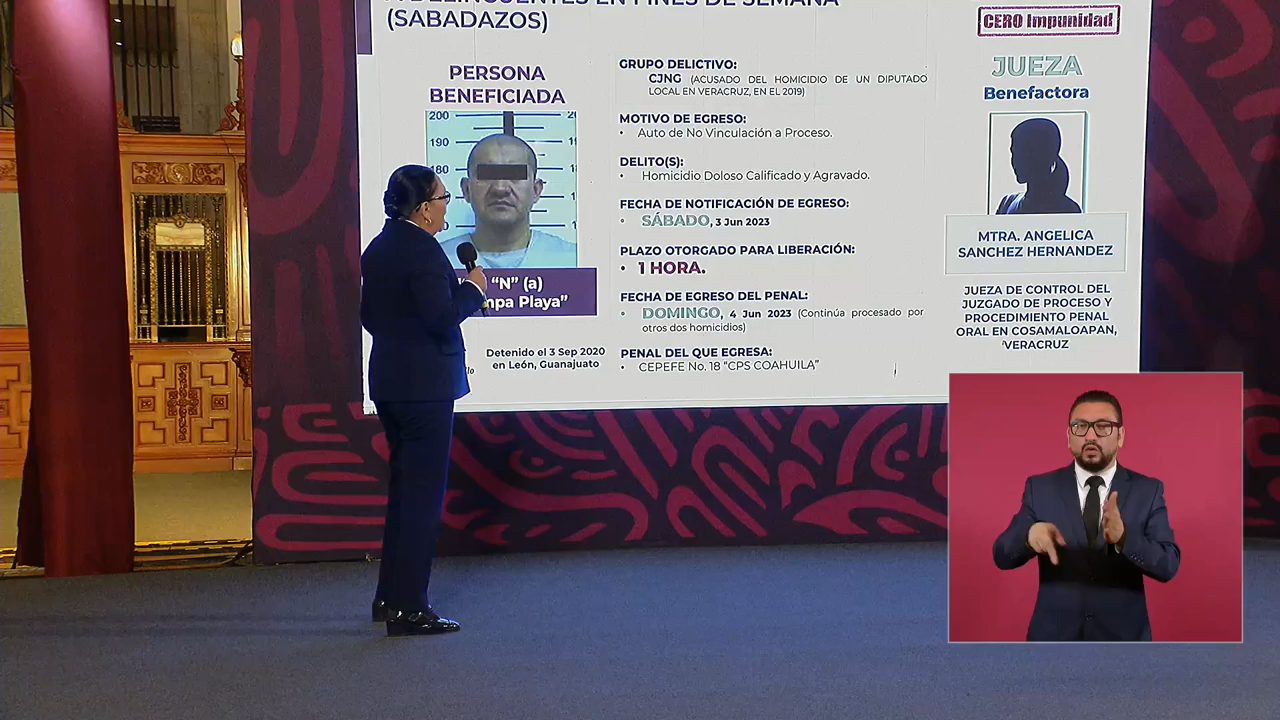 (SABADAZOS)
CERO Impunidad
PERSONA
BENEFICIADA
200
190
180
"N" (a)
Playa"
Detenido el 3 Sep 2020
en León, Guanajuato
GRUPO DELICTIVO:
CJNG (ACUSADO DEL HOMICIDIO DE UN DIPUTADO
LOCAL EN VERACRUZ, EN EL 2019)
MOTIVO DE EGRESO:
• Auto de No Vinculación a Proceso.
DELITO(S):
• Homicidio Doloso Calificado y Agravado.
FECHA DE NOTIFICACIÓN DE EGRESO:
• SÁBADO, 3 Jun 2023
PLAZO OTORGADO PARA LIBERACIÓN:
• 1 HORA.
FECHA DE EGRESO DEL PENAL:
• DOMINGO, 4 Jun 2023 (Continúa procesado por
otros dos homicidios)
PENAL DEL QUE EGRESA:
• CEPEFE No. 18 "CPS COAHUILA"
JUEZA
Benefactora
MTRA. ANGELICA
SANCHEZ HERNANDEZ
JUEZA DE CONTROL DEL
JUZGADO DE PROCESO Y
PROCEDIMIENTO PENAL
ORAL EN COSAMALOAPAN,
VERACRUZ